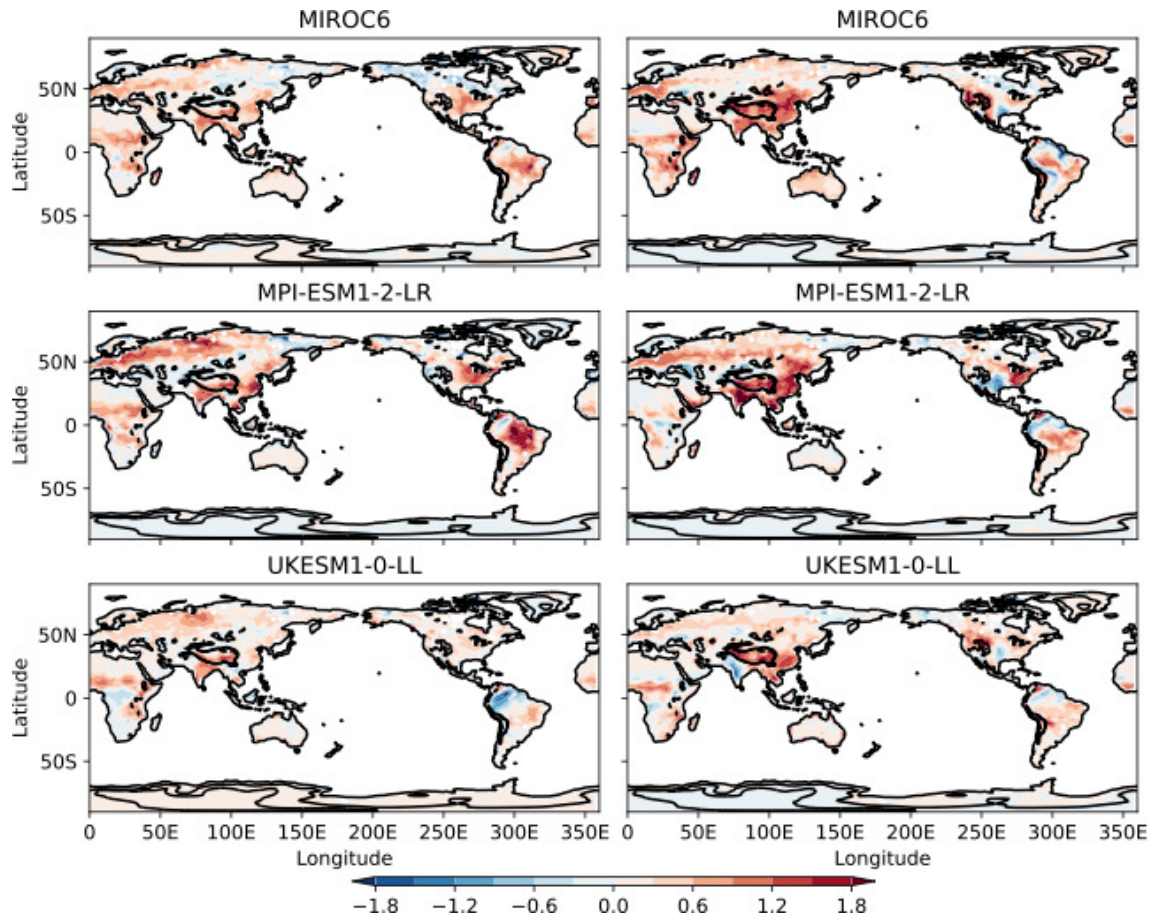 MIROC6 MIROC6
Latitude
50N
0
50S
MPI-ESM1-2-LR MPI-ESM1-2-LR
Latitude
50N
0
50S
UKESM1-0-LL UKESM1-0-LL
Latitude
50N
0
50S
0 50E 100E 150E 200E 250E 300E 350E 0 50E 100E 150E 200E 250E 300E 350E
Longitude Longitude
−1.8 −1.2 −0.6 0.0 0.6 1.2 1.8